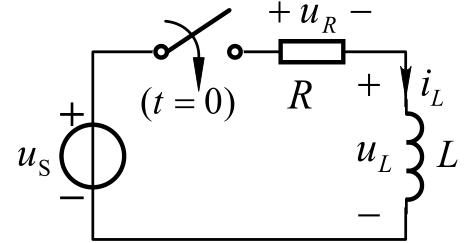 + u_R −
(t = 0)
R
+
i_L
+
u_S
−
u_L
L
−